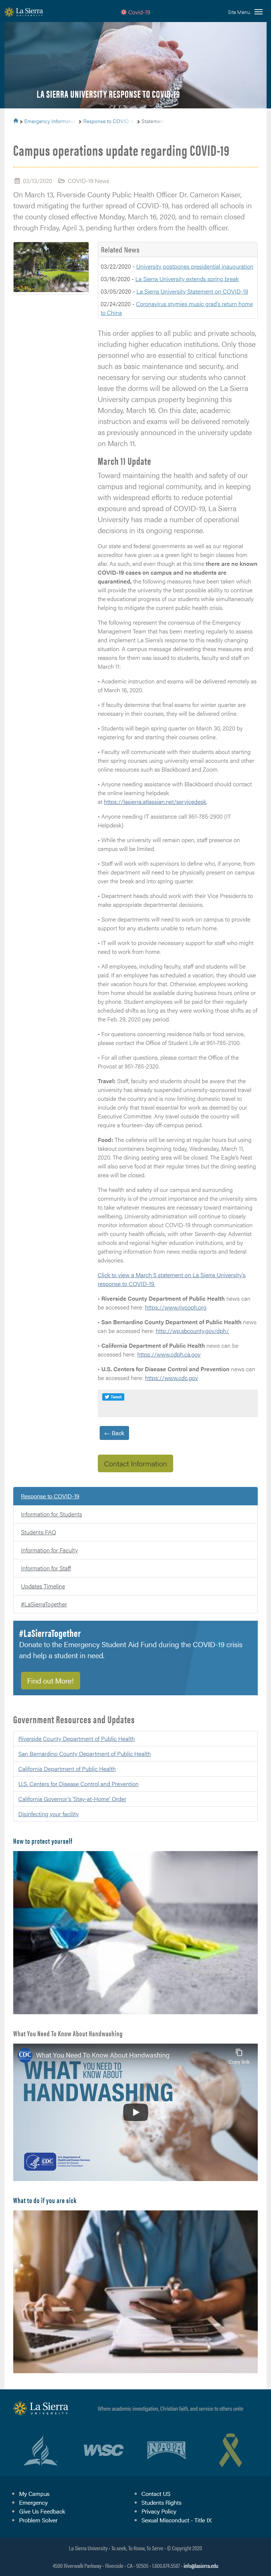 La Sierra
UNIVERSITY
Covid-19
Site Menu
LA SIERRA UNIVERSITY RESPONSE TO COVID-19
Emergency Informa
Response to COVID
Statemen
Campus operations update regarding COVID-19
03/13/2020 COVID-19 News
On March 13, Riverside County Public Health Officer Dr. Cameron Kaiser,
toward mitigating the further spread of COVID-19, has ordered all schools in
the county closed effective Monday, March 16, 2020, and to remain closed
through Friday, April 3, pending further orders from the health officer.
Related News
03/22/2020 - University postpones presidential inauguration
03/16/2020 - La Sierra University extends spring break
03/05/2020 - La Sierra University Statement on COVID-19
02/24/2020 - Coronavirus stymies music grad's return home
to China
This order applies to all public and private schools,
including higher education institutions. Only those
personnel who are essential to critical functions
such as basic maintenance and security, and
necessary for serving our students who cannot
leave the dorms will be allowed on the La Sierra
University campus property beginning this
Monday, March 16. On this date, academic
instruction and exams will be delivered remotely
as previously announced in the university update
on March 11.
March 11 Update
Toward maintaining the health and safety of our
campus and regional community, and in keeping
with widespread efforts to reduce potential
exposure and spread of COVID-19, La Sierra
University is making a number of operational
decisions in this ongoing response.
Our state and federal governments as well as our regional
accreditor have given us a green light to begin classes from
afar. As such, and even though at this time there are no known
COVID-19 cases on campus and no students are
quarantined, the following measures have been taken which
will provide the university the best possible ability to continue
the educational progress of our students while simultaneously
helping to mitigate the current public health crisis.
The following represent the consensus of the Emergency
Management Team that has been meeting regularly to assess
and implement La Sierra's response to this rapidly changing
situation. A campus message delineating these measures and
reasons for them was issued to students, faculty and staff on
March 11:
• Academic instruction and exams will be delivered remotely as
of March 16, 2020.
• If faculty determine that final exams for winter quarter are
necessary in their courses, they will be delivered online.
• Students will begin spring quarter on March 30, 2020 by
registering for and starting their courses online.
• Faculty will communicate with their students about starting
their spring courses using university email accounts and other
online resources such as Blackboard and Zoom.
• Anyone needing assistance with Blackboard should contact
the online learning helpdesk
at https://lasierra.atlassian.net/servicedesk.
• Anyone needing IT assistance call 951-785-2900 (IT
Helpdesk)
• While the university will remain open, all staff presence on
campus will be limited.
• Staff will work with supervisors to define who, if anyone, from
their department will need to be physically present on campus
over the break and into spring quarter.
• Department heads should work with their Vice Presidents to
make appropriate departmental decisions.
• Some departments will need to work on campus to provide
support for any students unable to return home.
• IT will work to provide necessary support for staff who might
need to work from home.
• All employees, including faculty, staff and students will be
paid. If an employee has scheduled a vacation day they will use
their vacation time for that day. Otherwise, workers operating
from home should be available during business hours online or
by phone. Student employees will be paid for their regularly
scheduled shifts as long as they were working those shifts as of
the Feb. 29, 2020 pay period.
• For questions concerning residence halls or food service,
please contact the Office of Student Life at 951-785-2100.
• For all other questions, please contact the Office of the
Provost at 951-785-2320.
Travel: Staff, faculty and students should be aware that the
university has already suspended university-sponsored travel
outside the country and is now also limiting travel to include
only domestic travel that essential for work as deemed by our
Executive Committee. Any travel outside the country will
require a fourteen-day off-campus period.
Food: The cafeteria will be serving at regular hours but using
takeout containers beginning today, Wednesday, March 11,
2020. The dining seating area will be closed. The Eagle's Nest
will also serve food at their regular times but the seating dining
area will also be closed.
The health and safety of our campus and surrounding
community is of the utmost importance and the university aims
to take whatever measures are necessary to maintain
wellbeing. University administration will continue to closely
monitor information about COVID-19 through conversations
with community health officials, other universities and
government agencies and through news media reports and federal
advisories.
Click to view a March 5 statement on La Sierra University's
response to COVID-19.
• Riverside County Department of Public Health news can
be accessed here: https://www.rivcoph.org
• San Bernardino County Department of Public Health news
can be accessed here: http://wp.sbcounty.gov/dph/
• California Department of Public Health news can be
accessed here: https://www.cdph.ca.gov
• U.S. Centers for Disease Control and Prevention news can
be accessed here: https://www.cdc.gov
Tweet
← Back
Contact Information
Response to COVID-19
Information for Students
Students FAQ
Information for Faculty
Information for Staff
Updates Timeline
#LaSierraTogether
#LaSierraTogether
Donate to the Emergency Student Aid Fund during the COVID-19 crisis
and help a student in need.
Find out More!
Government Resources and Updates
Riverside County Department of Public Health
San Bernardino County Department of Public Health
California Department of Public Health
U.S. Centers for Disease Control and Prevention
California Governor's 'Stay-at-Home' Order
Disinfecting your facility
How to protect yourself
What You Need To Know About Handwashing
CDC What You Need To Know About Handwashing
Copy link
WHAT YOU NEED TO
KNOW ABOUT
HANDWASHING
CDC
What to do if you are sick
La Sierra
UNIVERSITY
Where academic investigation, Christian faith, and service to others unite
WASC
NAIA
My Campus
Emergency
Give Us Feedback
Problem Solver
Contact US
Students Rights
Privacy Policy
Sexual Misconduct - Title IX
La Sierra University - To seek, To Know, To Serve - © Copyright 2020
4500 Riverwalk Parkway - Riverside - CA - 92505 - 1.800.874.5587 - info@lasierra.edu